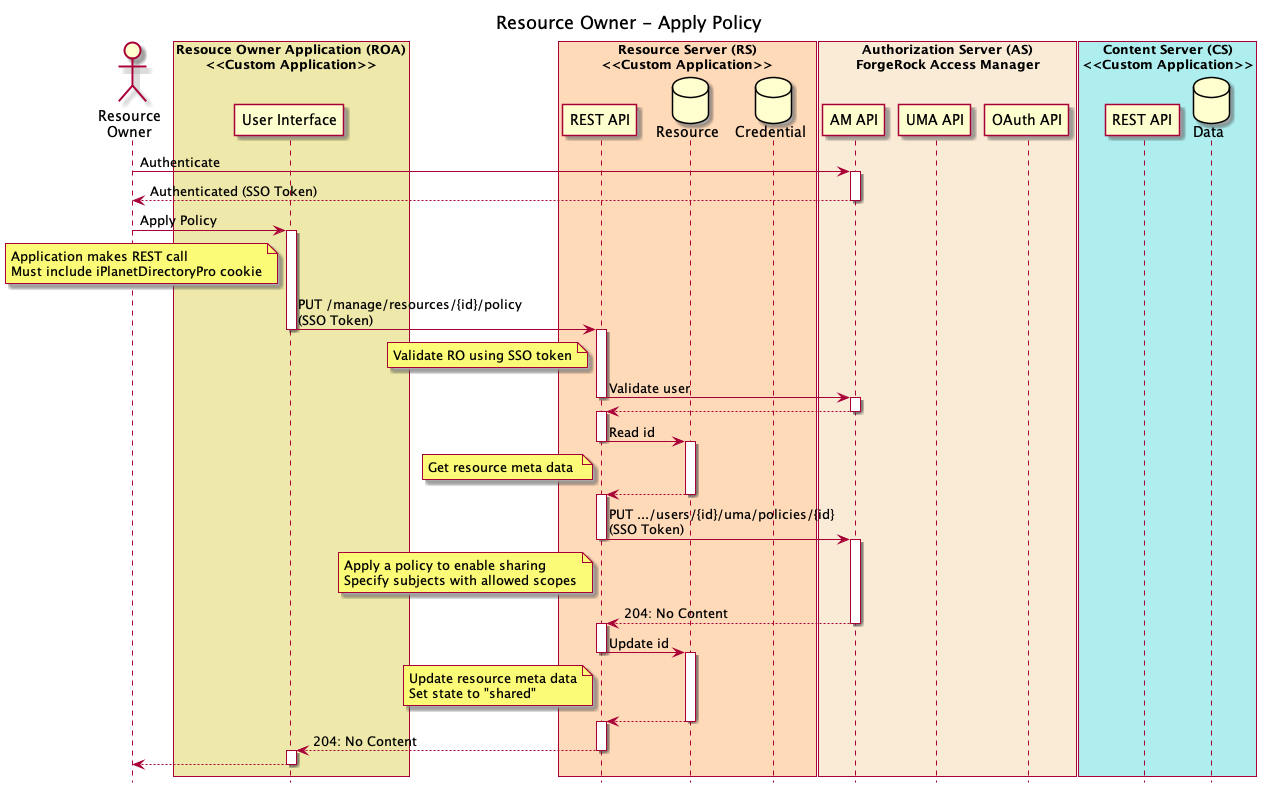 Resource Owner - Apply Policy
Resouce Owner Application (ROA)
<<Custom Application>>
Resource Server (RS)
<<Custom Application>>
Authorization Server (AS)
ForgeRock Access Manager
Content Server (CS)
<<Custom Application>>
Resource
Owner
User Interface
REST API
Resource
Credential
AM API
UMA API
OAuth API
REST API
Data
Authenticate
Authenticated (SSO Token)
Apply Policy
Application makes REST call
Must include iPlanetDirectoryPro cookie
PUT /manage/resources/{id}/policy
(SSO Token)
Validate RO using SSO token
Validate user
Read id
Get resource meta data
PUT .../users/{id}/uma/policies/{id}
(SSO Token)
Apply a policy to enable sharing
Specify subjects with allowed scopes
204: No Content
Update id
Update resource meta data
Set state to "shared"
204: No Content